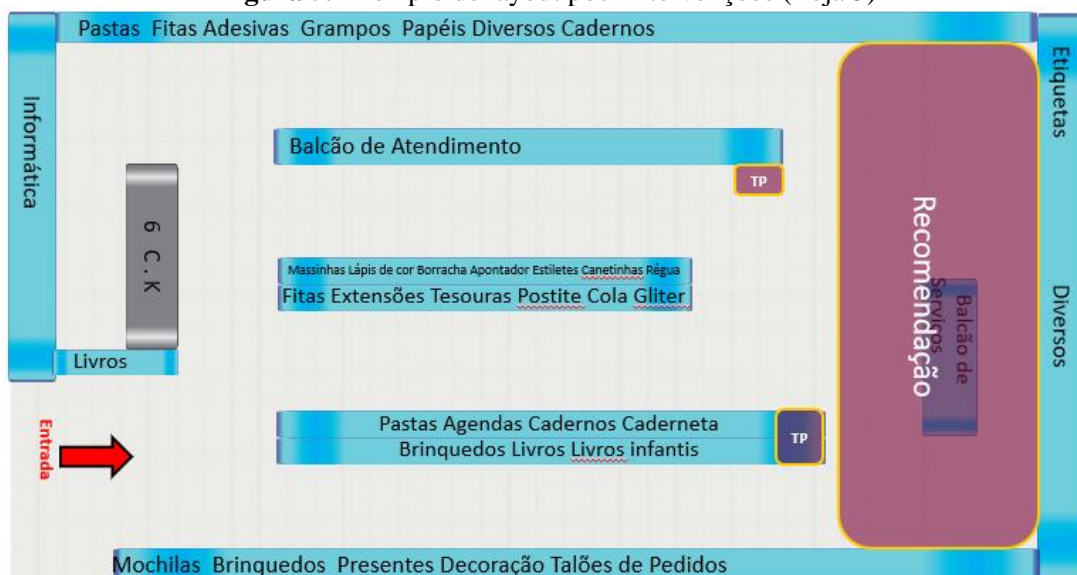 Pastas Fitas Adesivas Grampos Papéis Diversos Cadernos
Etiquetas
Informática
Balcão de Atendimento
TP
6 C.K
Recomendação
Massinhas Lápis de cor Borracha Apontador Estiletes Canetinhas Régua
Fitas Extensões Tesouras Postite Cola Gliter
Balcão de
Serviços
Diversos
Livros
Pastas Agendas Cadernos Caderneta
TP
Brinquedos Livros Livros infantis
Entrada
Mochilas Brinquedos Presentes Decoração Talões de Pedidos